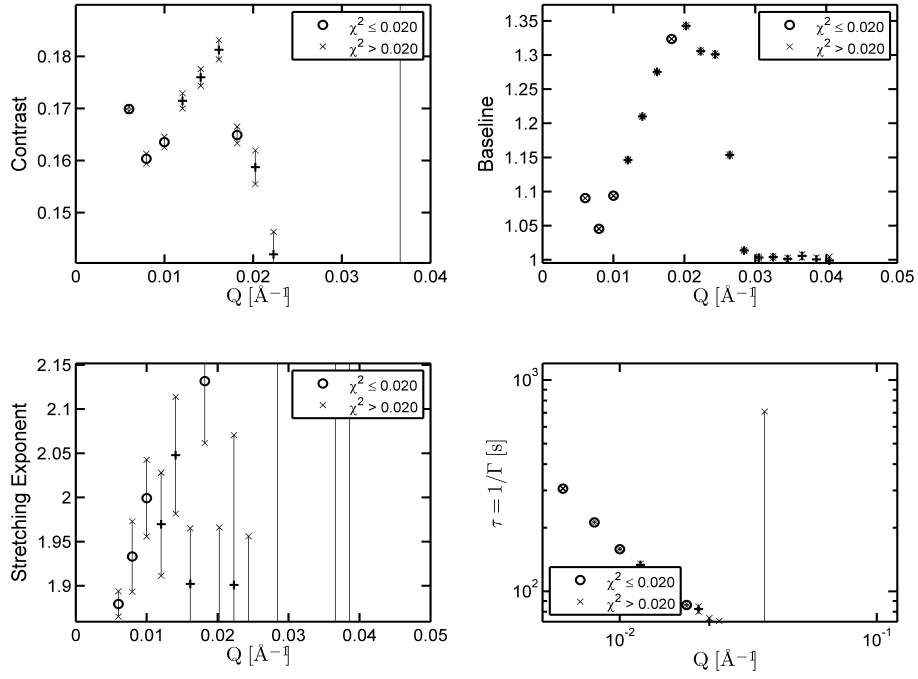 0.18
0.17
0.16
0.15
0 0.01 0.02 0.03 0.04
Contrast
Q [Å⁻¹]
χ² ≤ 0.020
χ² > 0.020
1.35
1.3
1.25
1.2
1.15
1.1
1.05
1
0 0.01 0.02 0.03 0.04 0.05
Baseline
Q [Å⁻¹]
χ² ≤ 0.020
χ² > 0.020
2.15
2.1
2.05
2
1.95
1.9
0 0.01 0.02 0.03 0.04 0.05
Stretching Exponent
Q [Å⁻¹]
χ² ≤ 0.020
χ² > 0.020
10³
10²
10⁻² 10⁻¹
τ = 1/Γ [s]
Q [Å⁻¹]
χ² ≤ 0.020
χ² > 0.020